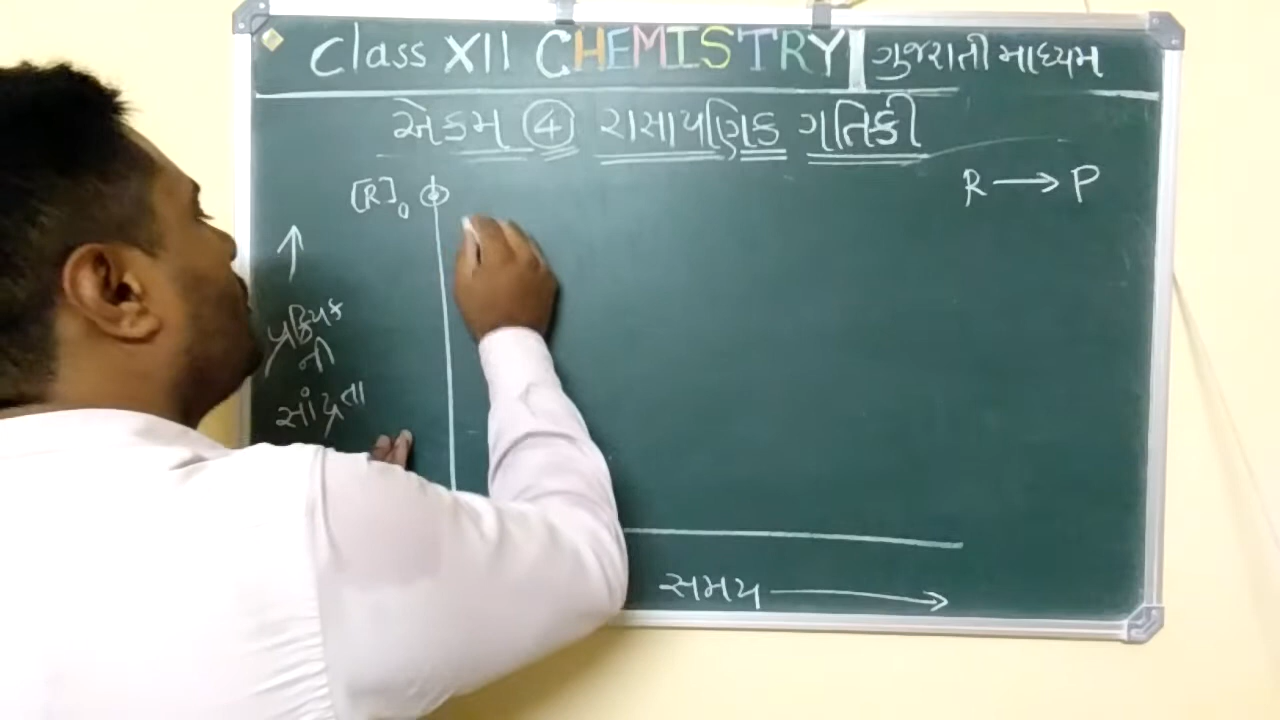 Class XII CHEMISTRY | ગુજરાતી માધ્યમ
એકમ ④ રાસાયણિક ગતિકી
[R]₀
R → P
↑
પ્રક્રિયક
ની
સાંદ્રતા
સમય →